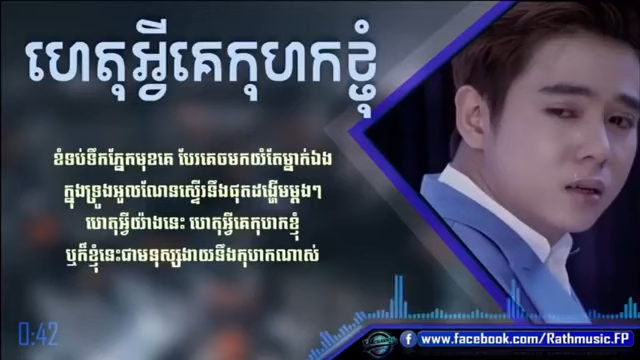 ហេតុអ្វីគេកុហកខ្ញុំ
ខំទប់ទឹកភ្នែកមុខគេ បែរគេចមកយំតែម្នាក់ឯង
ក្នុងទ្រូងអួលណែនស្ទើរនឹងផុតដង្ហើមម្ដងៗ
ហេតុអ្វីយ៉ាងនេះ ហេតុអ្វីគេកុហកខ្ញុំ
ឬក៏ខ្ញុំនេះជាមនុស្សងាយនឹងកុហកណាស់
0:42
www.facebook.com/Rathmusic.FP